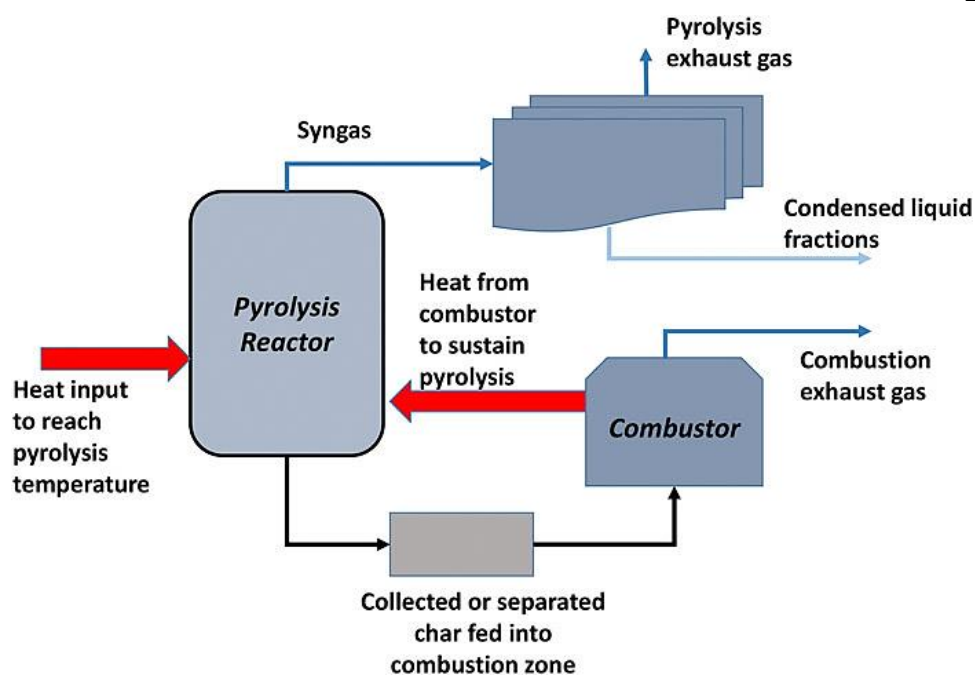 Pyrolysis
exhaust gas
Syngas
Condensed liquid
fractions
Pyrolysis
Reactor
Heat from
combustor
to sustain
pyrolysis
Combustion
exhaust gas
Heat input
to reach
pyrolysis
temperature
Combustor
Collected or separated
char fed into
combustion zone